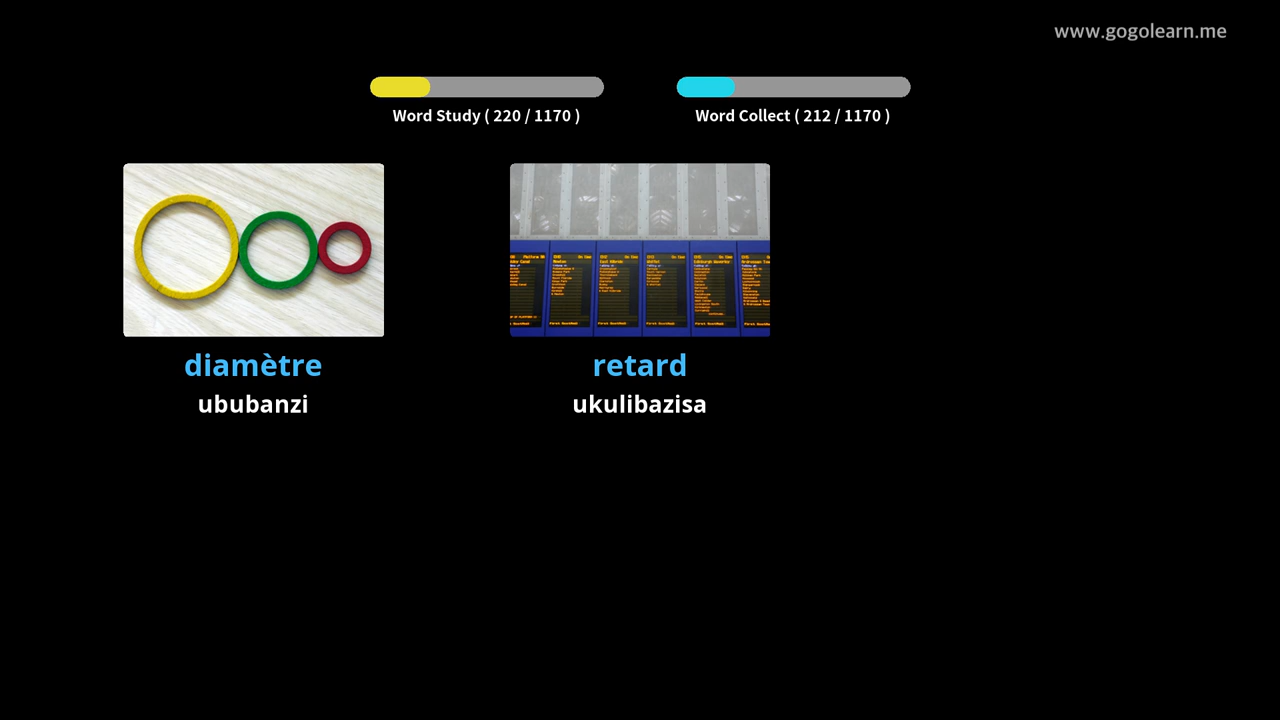 www.gogolearn.me
Word Study ( 220 / 1170 )
Word Collect ( 212 / 1170 )
diamètre
retard
ububanzi
ukulibazisa